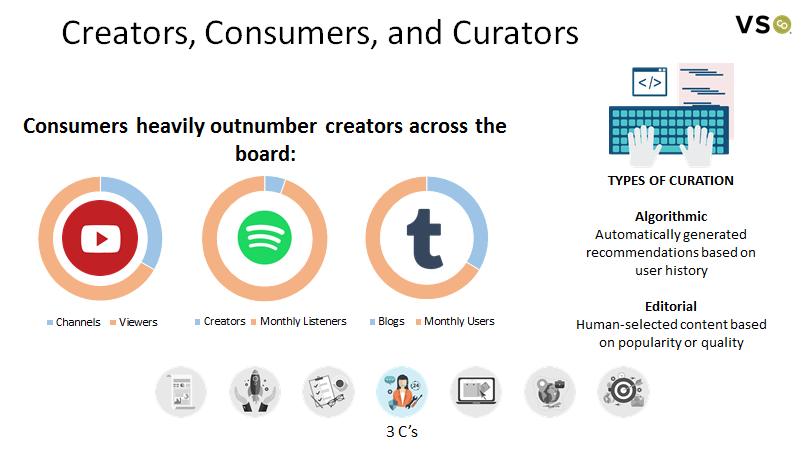 Creators, Consumers, and Curators
VSCO
Consumers heavily outnumber creators across the
board:
t
Channels Viewers
Creators Monthly Listeners
Blogs Monthly Users
</>
TYPES OF CURATION
Algorithmic
Automatically generated
recommendations based on
user history
Editorial
Human-selected content based
on popularity or quality
3 C's